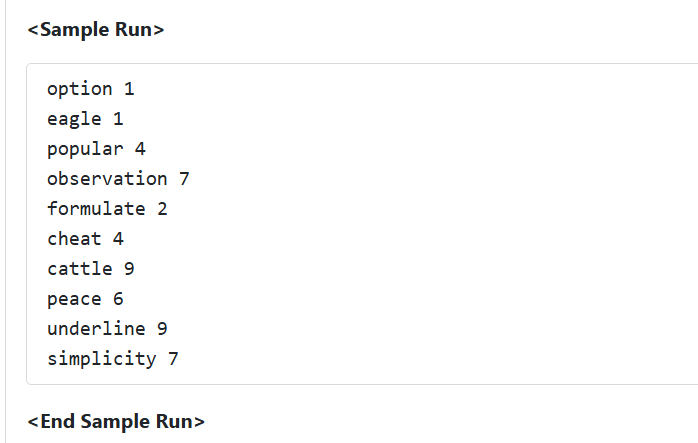 <Sample Run>
option 1
eagle 1
popular 4
observation 7
formulate 2
cheat 4
cattle 9
peace 6
underline 9
simplicity 7
<End Sample Run>